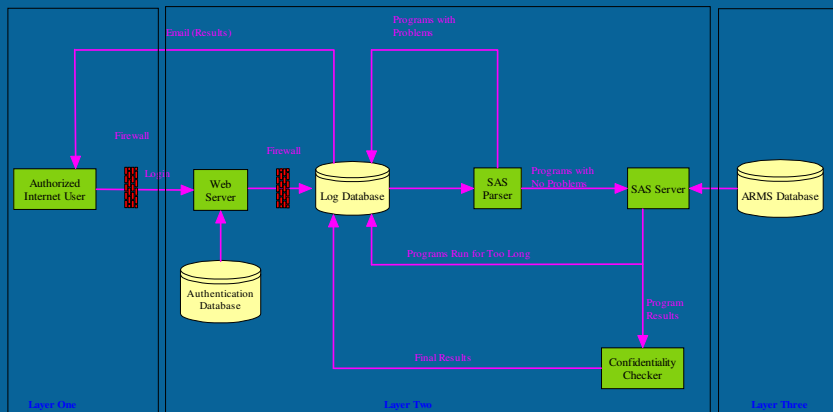 Programs with
Problems
Email (Results)
Firewall
Firewall
Login
Authorized
Internet User
Web
Server
Log Database
SAS
Parser
Programs with
No Problems
SAS Server
ARMS Database
Programs Run for Too Long
Authentication
Database
Program
Results
Final Results
Confidentiality
Checker
Layer One
Layer Two
Layer Three